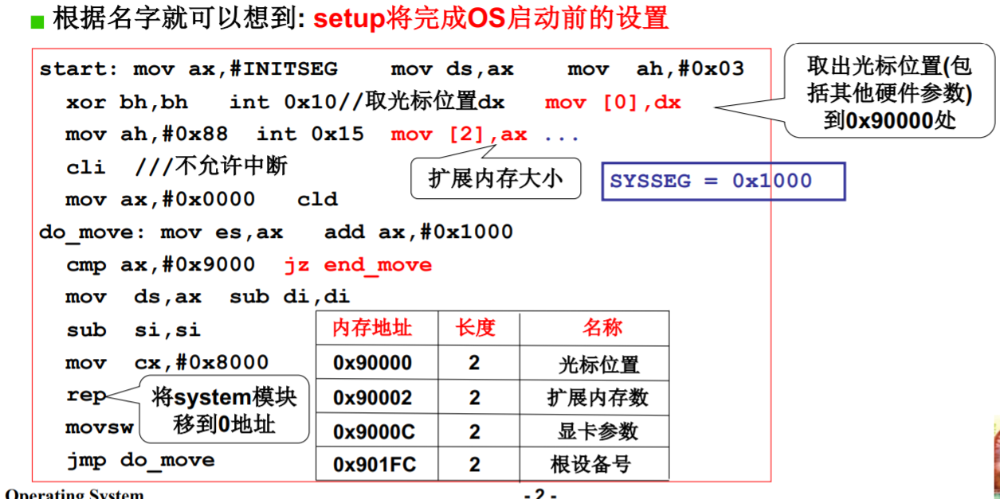 根据名字就可以想到: setup将完成OS启动前的设置
start: mov ax,#INITSEG mov ds,ax mov ah,#0x03
xor bh,bh int 0x10//取光标位置dx mov [0],dx
mov ah,#0x88 int 0x15 mov [2],ax ...
cli ///不允许中断
mov ax,#0x0000 cld
do_move: mov es,ax add ax,#0x1000
cmp ax,#0x9000 jz end_move
mov ds,ax sub di,di
sub si,si
mov cx,#0x8000
rep
movsw
jmp do_move
取出光标位置(包
括其他硬件参数)
到0x90000处
扩展内存大小
SYSSEG = 0x1000
将system模块
移到0地址
内存地址 长度 名称
0x90000 2 光标位置
0x90002 2 扩展内存数
0x9000C 2 显卡参数
0x901FC 2 根设备号
Operating System
- 2 -